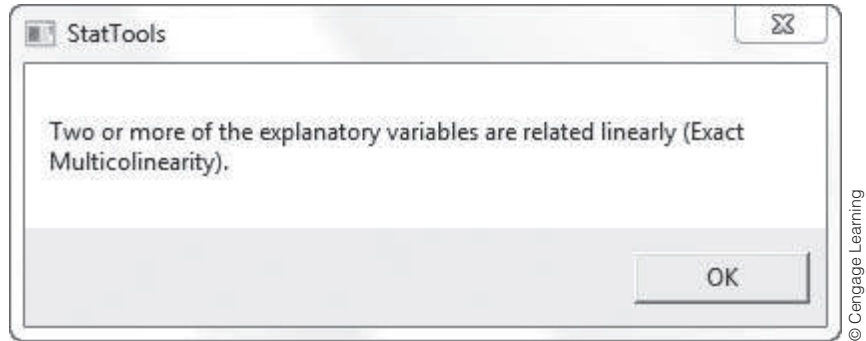 StatTools
Two or more of the explanatory variables are related linearly (Exact
Multicolinearity).
OK
© Cengage Learning